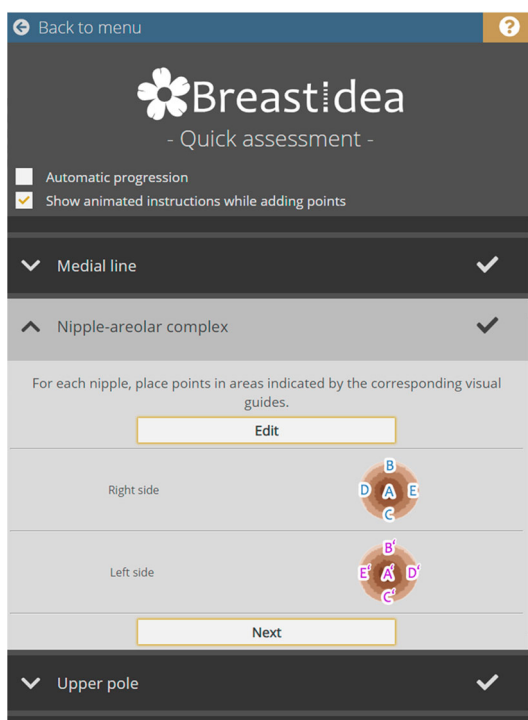 Back to menu
?
Breastidea
- Quick assessment -
Automatic progression
Show animated instructions while adding points
Medial line
Nipple-areolar complex
For each nipple, place points in areas indicated by the corresponding visual
guides.
Edit
B
Right side D A E
C
B'
Left side E' A' D'
C'
Next
Upper pole